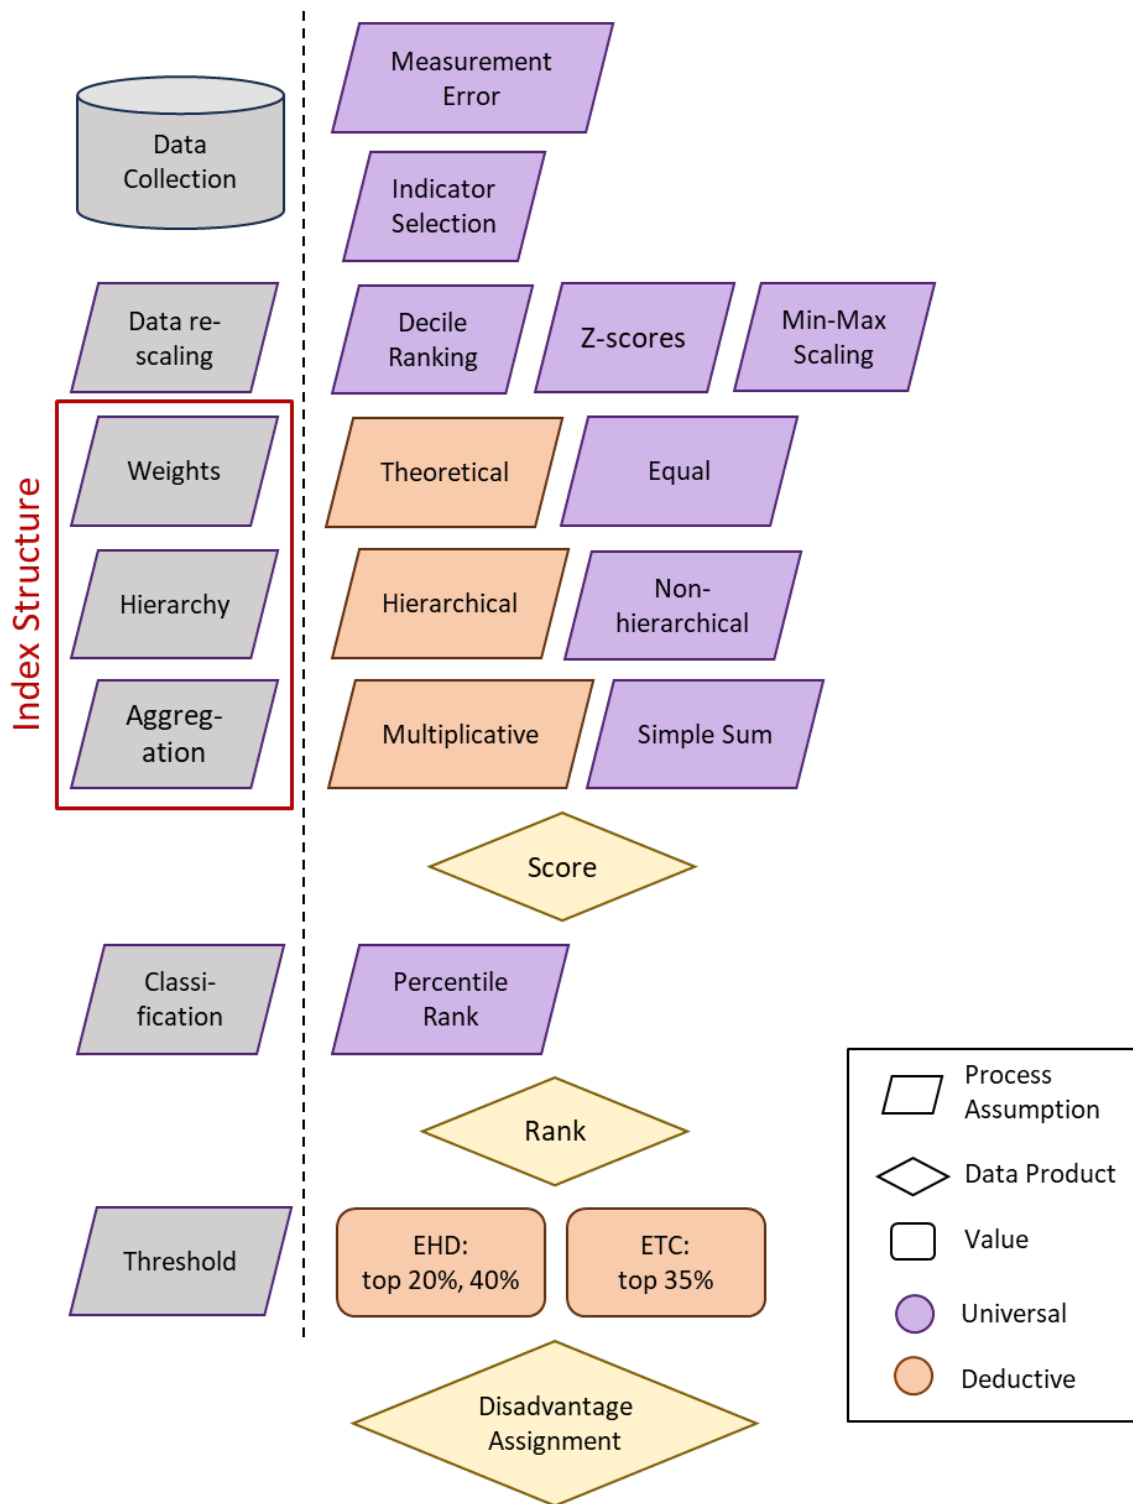 Measurement
Error
Data
Collection
Indicator
Selection
Data re-
scaling
Decile
Ranking
Z-scores
Min-Max
Scaling
Index Structure
Weights
Theoretical
Equal
Hierarchy
Hierarchical
Non-
hierarchical
Aggreg-
ation
Multiplicative
Simple Sum
Score
Classi-
fication
Percentile
Rank
Rank
Threshold
EHD:
top 20%, 40%
ETC:
top 35%
Disadvantage
Assignment
Process
Assumption
Data Product
Value
Universal
Deductive